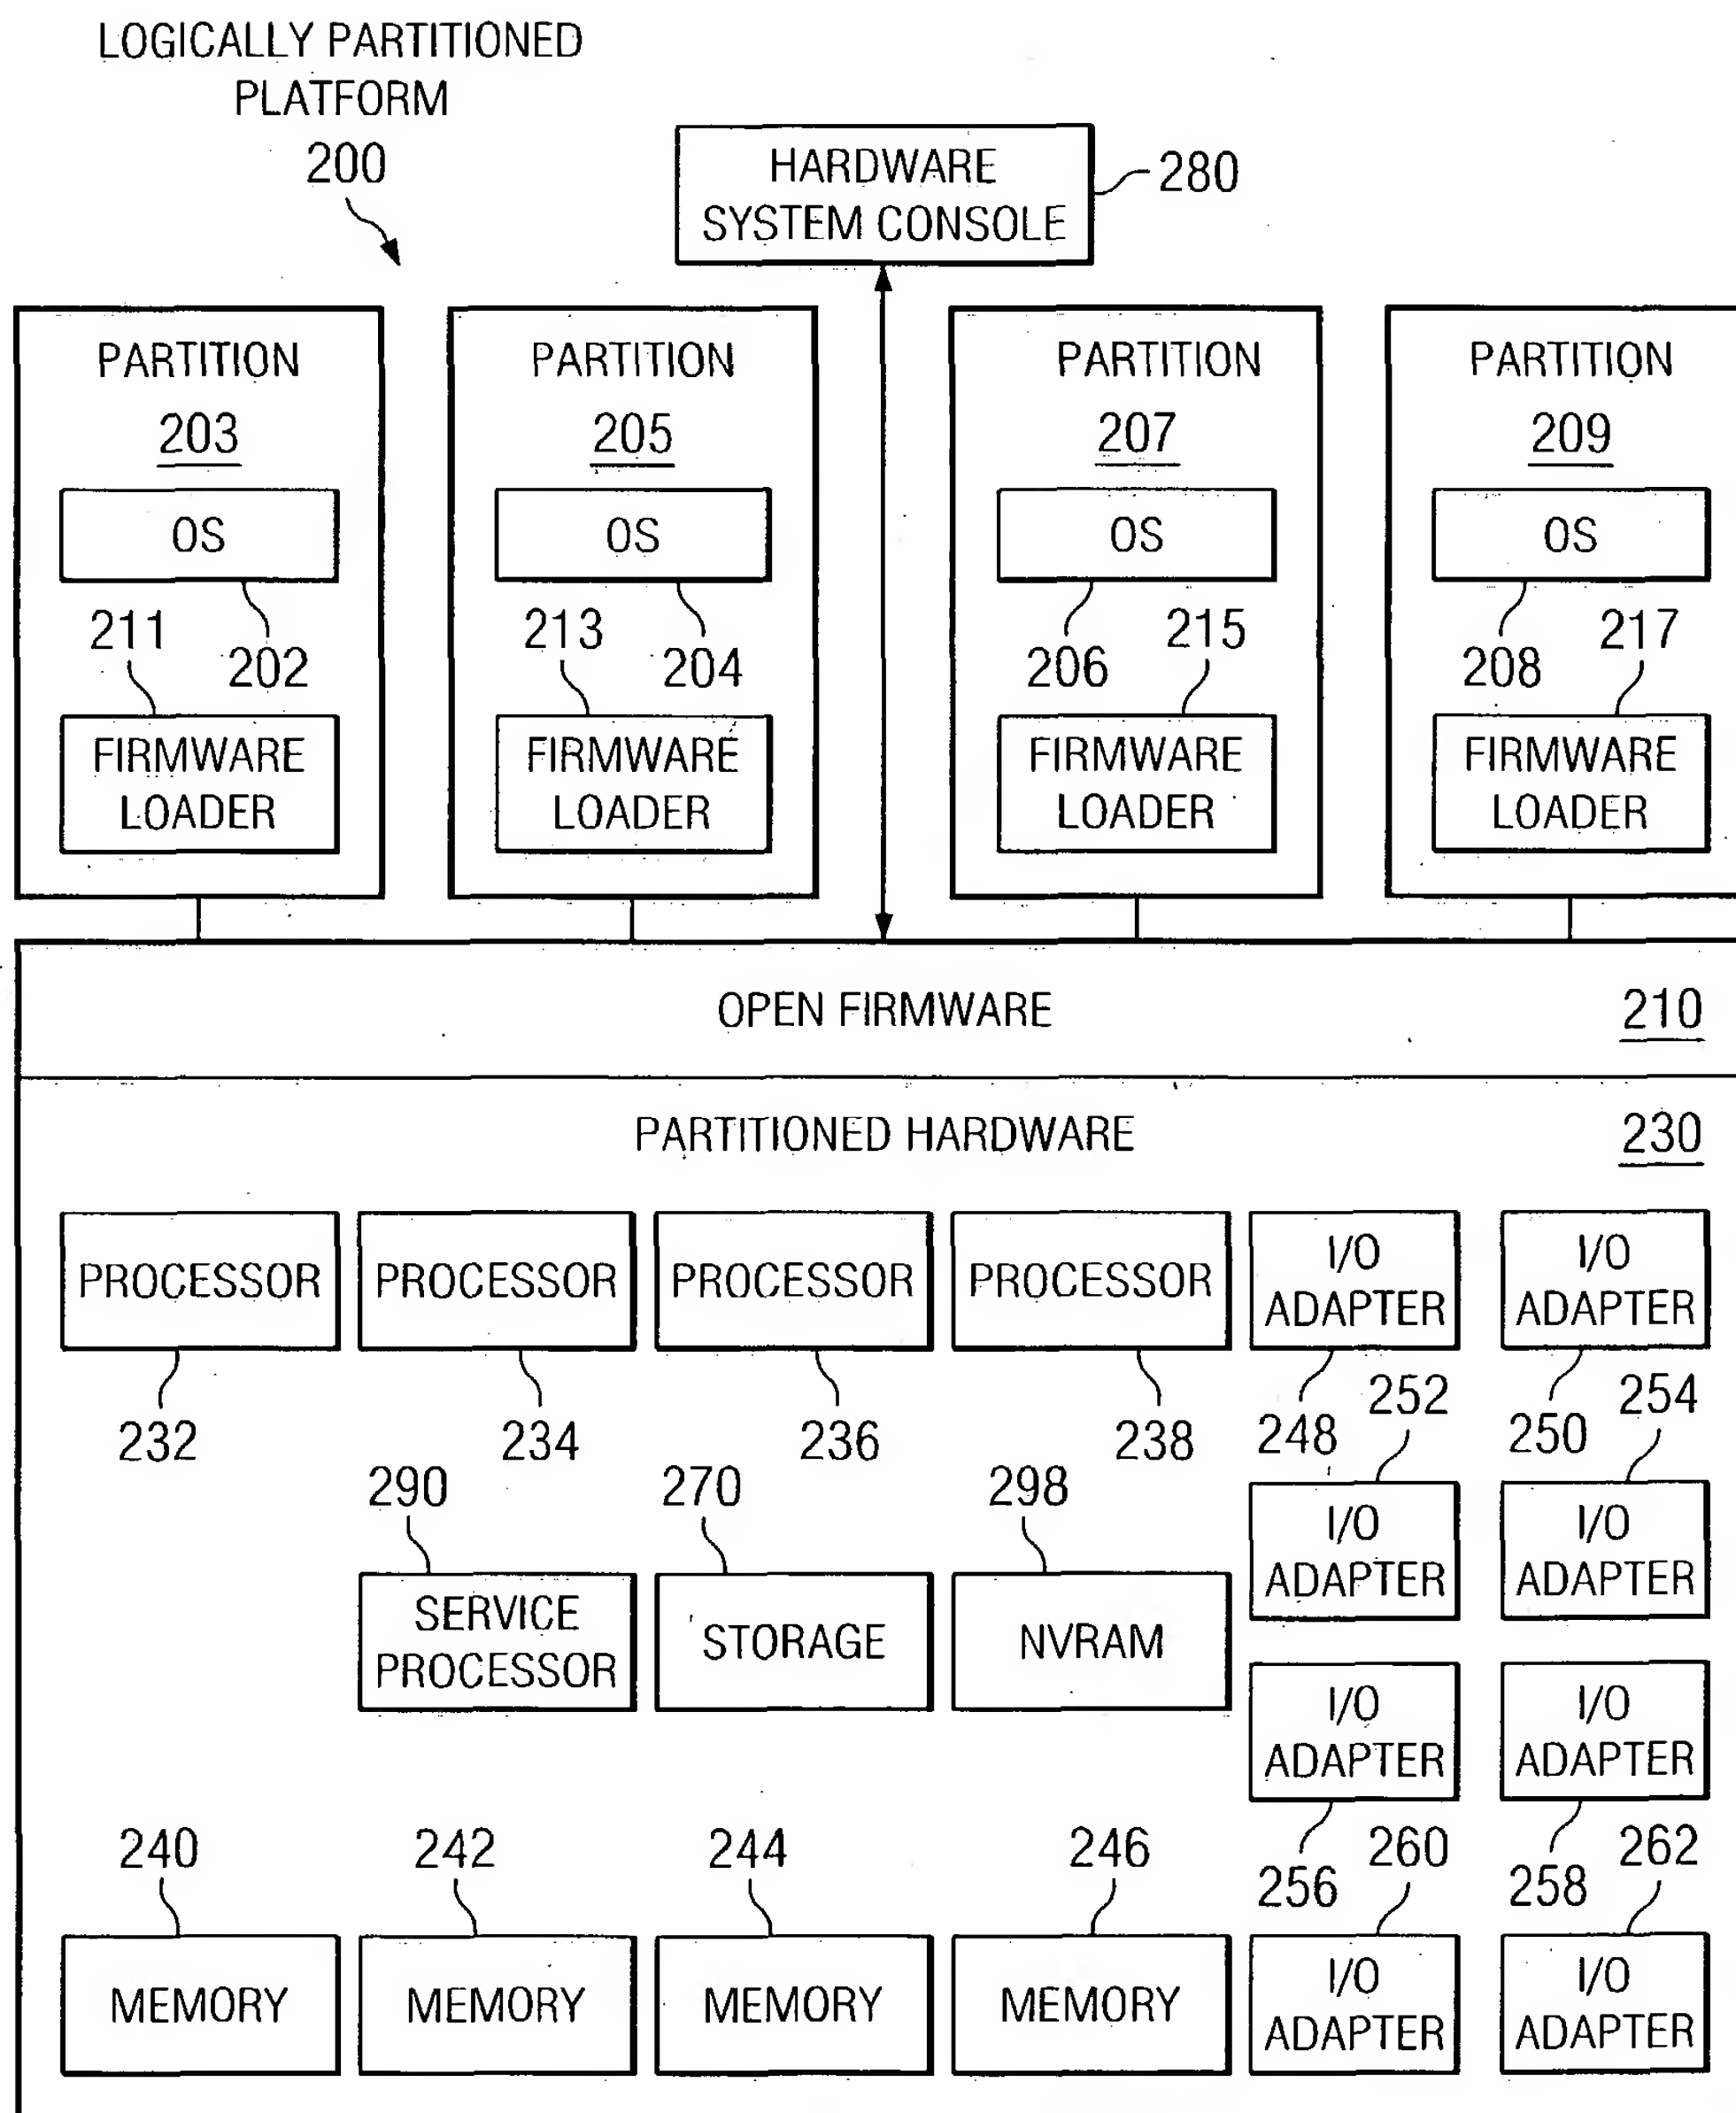 LOGICALLY PARTITIONED
PLATFORM
200
HARDWARE
SYSTEM CONSOLE
280
PARTITION
203
OS
211
202
FIRMWARE
LOADER
PARTITION
205
OS
213
204
FIRMWARE
LOADER
PARTITION
207
OS
206
215
FIRMWARE
LOADER
PARTITION
209
OS
208
217
FIRMWARE
LOADER
OPEN FIRMWARE
210
PARTITIONED HARDWARE
230
PROCESSOR
232
PROCESSOR
234
PROCESSOR
236
PROCESSOR
238
I/O
ADAPTER
248
I/O
ADAPTER
250
290
SERVICE
PROCESSOR
270
STORAGE
298
NVRAM
252
I/O
ADAPTER
254
I/O
ADAPTER
I/O
ADAPTER
256
I/O
ADAPTER
258
240
MEMORY
242
MEMORY
244
MEMORY
246
MEMORY
260
I/O
ADAPTER
262
I/O
ADAPTER